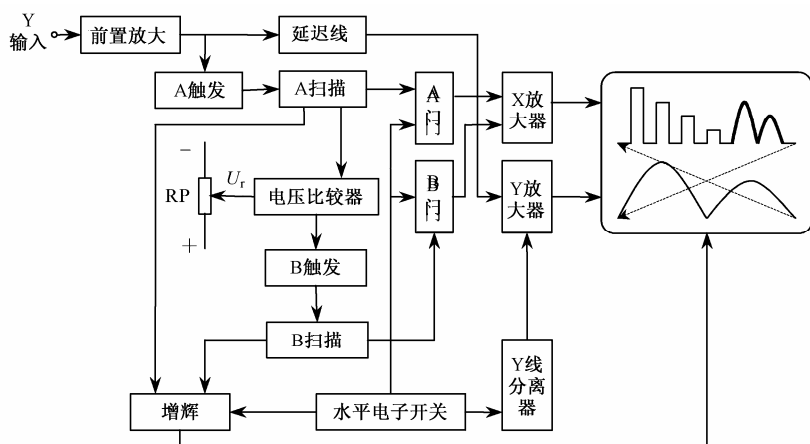 Y
输入
前置放大
延迟线
A触发
A扫描
A
门
X放
大器
RP
−
+
Ur
电压比较器
B
门
Y放
大器
B触发
B扫描
增辉
水平电子开关
Y线
分离
器